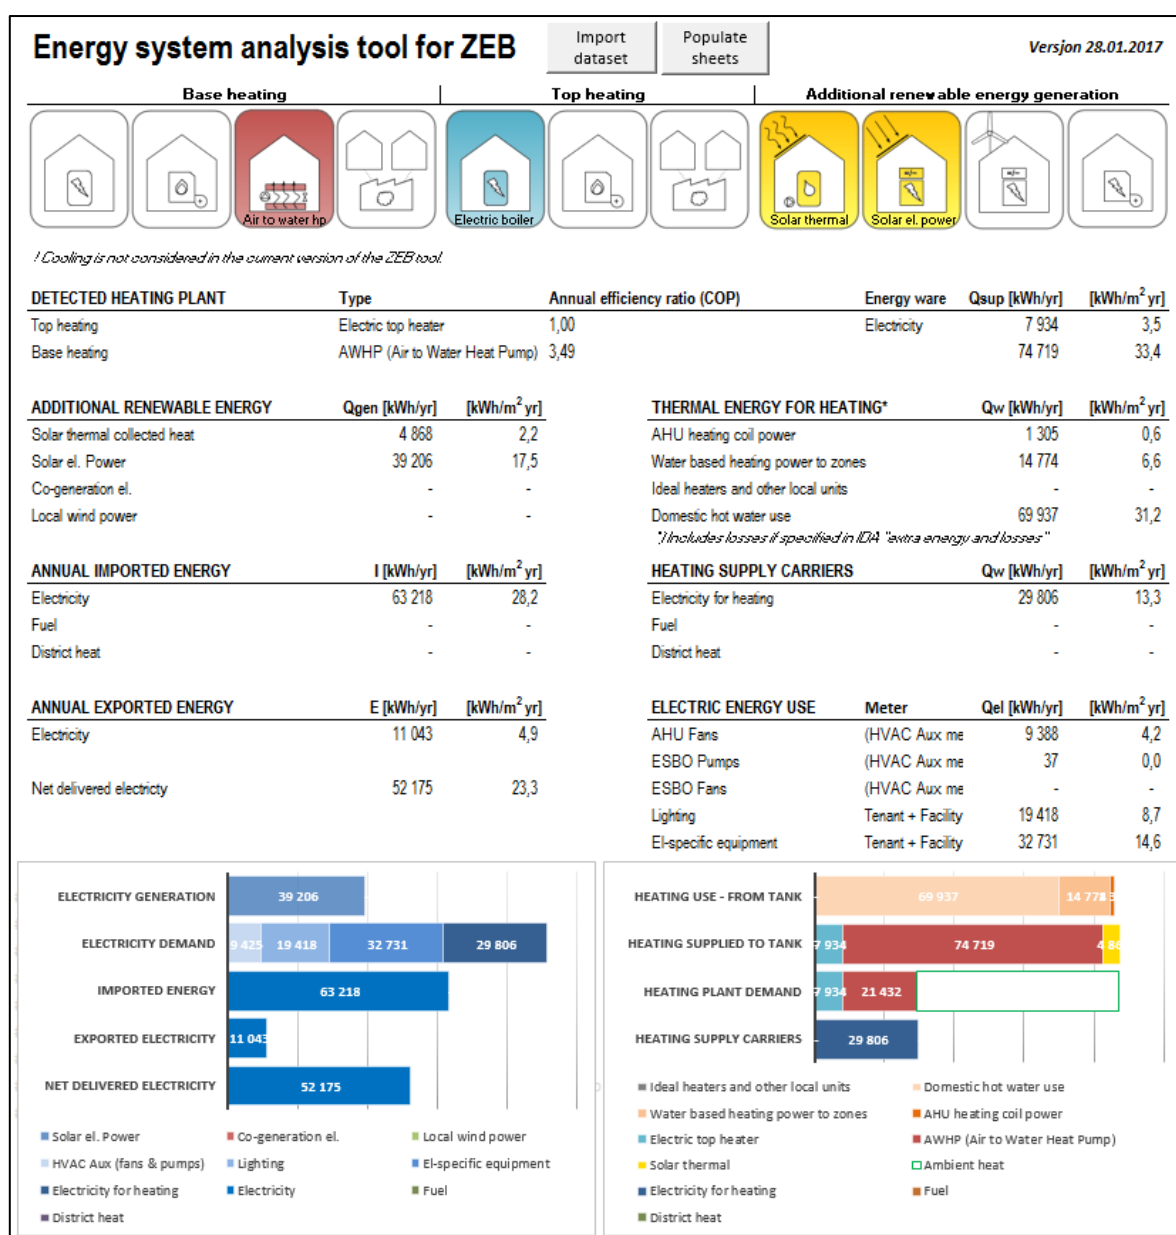 Energy system analysis tool for ZEB
Import dataset
Populate sheets
Versjon 28.01.2017
Base heating Top heating Additional renewable energy generation
Air to water hp Electric boiler Solar thermal Solar el. power
! Cooling is not considered in the current version of the ZEB tool.
DETECTED HEATING PLANT Type Annual efficiency ratio (COP) Energy ware Qsup [kWh/yr] [kWh/m² yr]
Top heating Electric top heater 1,00 Electricity 7 934 3,5
Base heating AWHP (Air to Water Heat Pump) 3,49 74 719 33,4
ADDITIONAL RENEWABLE ENERGY Qgen [kWh/yr] [kWh/m² yr]
Solar thermal collected heat 4 868 2,2
Solar el. Power 39 206 17,5
Co-generation el. - -
Local wind power - -
THERMAL ENERGY FOR HEATING* Qw [kWh/yr] [kWh/m² yr]
AHU heating coil power 1 305 0,6
Water based heating power to zones 14 774 6,6
Ideal heaters and other local units - -
Domestic hot water use 69 937 31,2
*) Includes losses if specified in IDA "extra energy and losses"
ANNUAL IMPORTED ENERGY I [kWh/yr] [kWh/m² yr]
Electricity 63 218 28,2
Fuel - -
District heat - -
HEATING SUPPLY CARRIERS Qw [kWh/yr] [kWh/m² yr]
Electricity for heating 29 806 13,3
Fuel - -
District heat - -
ANNUAL EXPORTED ENERGY E [kWh/yr] [kWh/m² yr]
Electricity 11 043 4,9
Net delivered electricty 52 175 23,3
ELECTRIC ENERGY USE Meter Qel [kWh/yr] [kWh/m² yr]
AHU Fans (HVAC Aux me 9 388 4,2
ESBO Pumps (HVAC Aux me 37 0,0
ESBO Fans (HVAC Aux me - -
Lighting Tenant + Facility 19 418 8,7
El-specific equipment Tenant + Facility 32 731 14,6
ELECTRICITY GENERATION 39 206
ELECTRICITY DEMAND 9 425 19 418 32 731 29 806
IMPORTED ENERGY 63 218
EXPORTED ELECTRICITY 11 043
NET DELIVERED ELECTRICITY 52 175
Solar el. Power Co-generation el. Local wind power
HVAC Aux (fans & pumps) Lighting El-specific equipment
Electricity for heating Electricity Fuel
District heat
HEATING USE - FROM TANK - 69 937 14 774
HEATING SUPPLIED TO TANK 7 934 74 719 4 86
HEATING PLANT DEMAND 7 934 21 432
HEATING SUPPLY CARRIERS - 29 806
Ideal heaters and other local units Domestic hot water use
Water based heating power to zones AHU heating coil power
Electric top heater AWHP (Air to Water Heat Pump)
Solar thermal Ambient heat
Electricity for heating Fuel
District heat